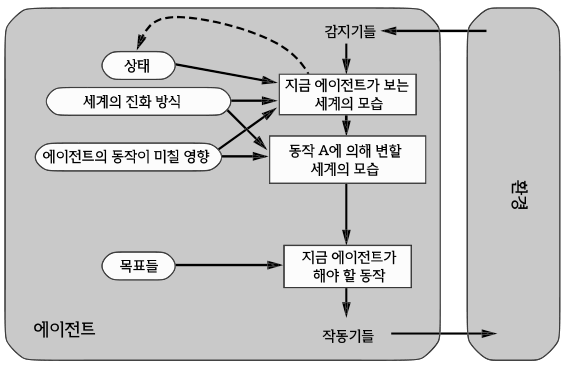 감지기들
상태
지금 에이전트가 보는
세계의 모습
세계의 진화 방식
동작 A에 의해 변할
세계의 모습
에이전트의 동작이 미칠 영향
환경
지금 에이전트가
해야 할 동작
목표들
에이전트
작동기들